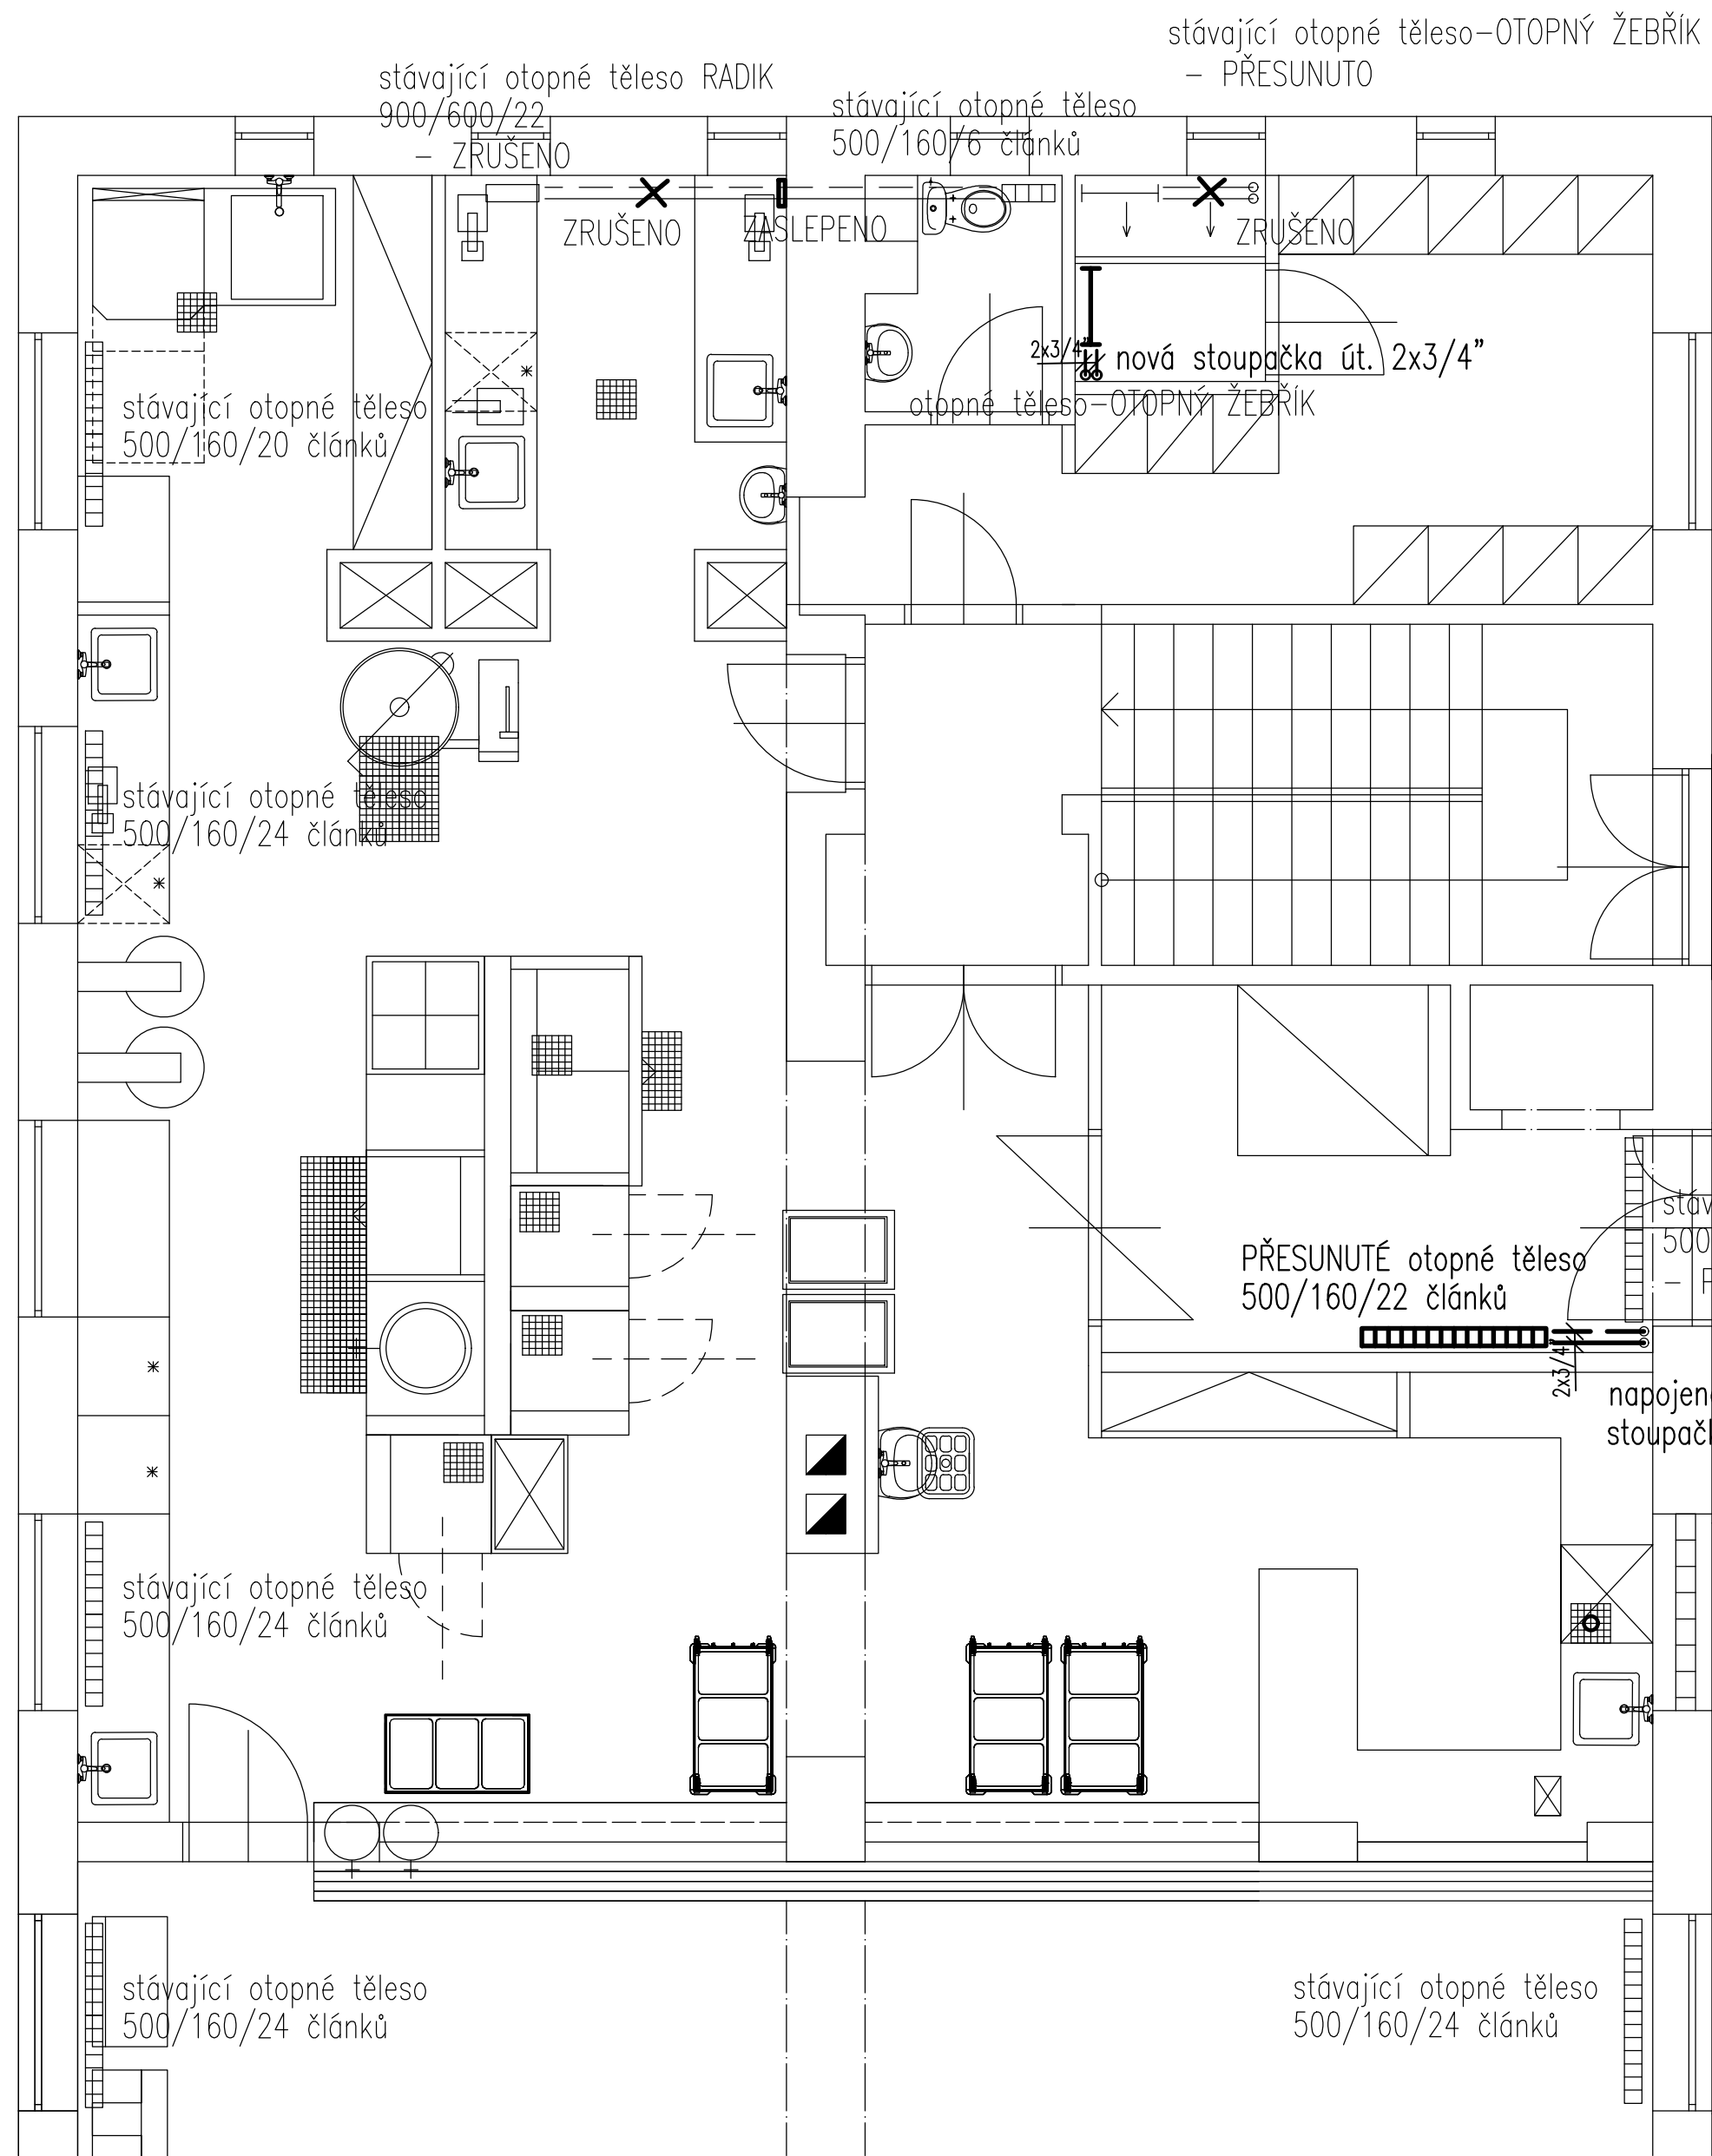 stávající otopné těleso-OTOPNÝ ŽEBŘÍK
- PŘESUNUTO
stávající otopné těleso RADIK
900/600/22
- ZRUŠENO
stávající otopné těleso
500/160/6 článků
ZRUŠENO
ZASLEPENO
ZRUŠENO
2x3/4"
nová stoupačka út. 2x3/4"
otopné těleso-OTOPNÝ ŽEBŘÍK
stávající otopné těleso
500/160/20 článků
stávající otopné těleso
500/160/24 článků
PŘESUNUTÉ otopné těleso
500/160/22 článků
2x3/4"
stávající otopné těleso
500/160/24 článků
stávající otopné těleso
500/160/24 článků
stávající otopné těleso
500/160/24 článků